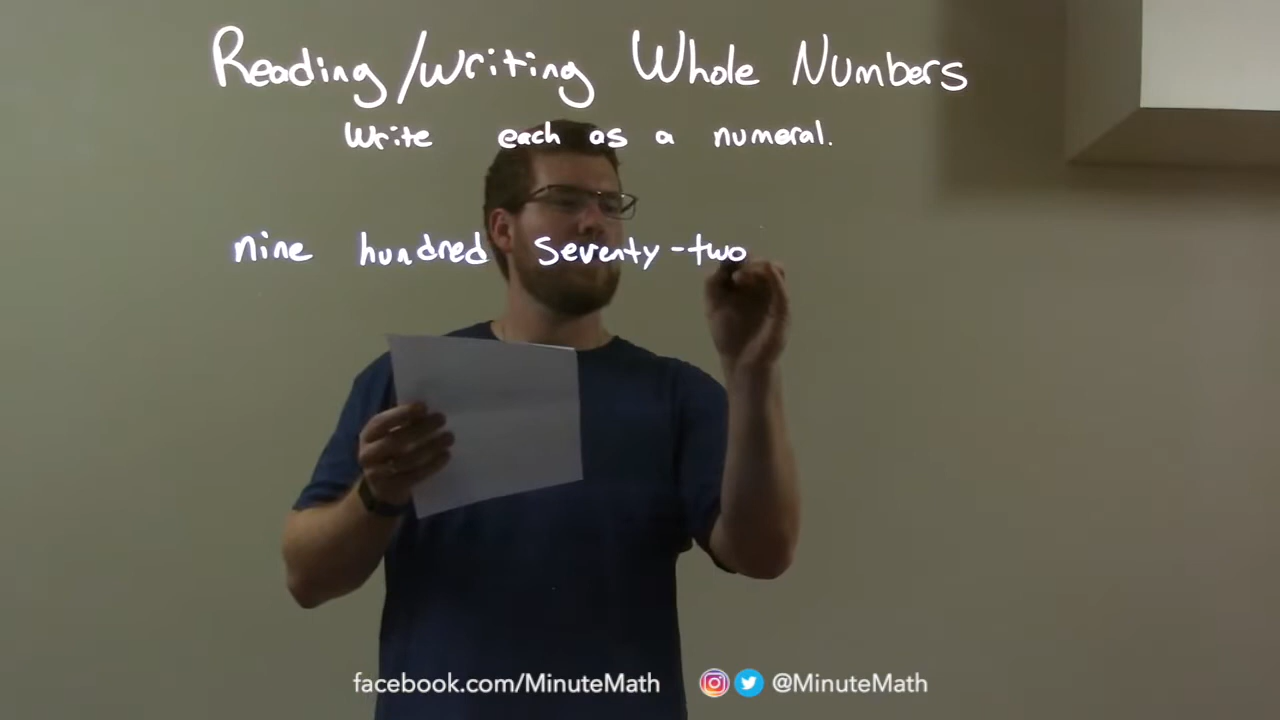 Reading/Writing Whole Numbers
Write each as a numeral.
nine hundred seventy-two
facebook.com/MinuteMath @MinuteMath